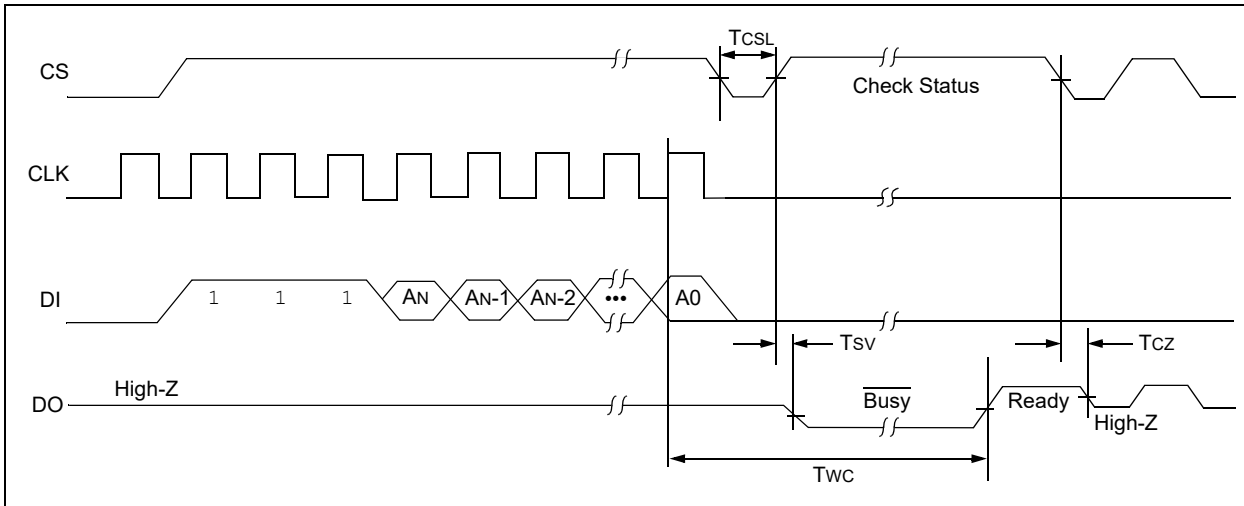 TCSL
CS
Check Status
CLK
DI
1 1 1 AN AN-1 AN-2 ••• A0
TSV
TCZ
High-Z
DO
Busy
Ready
High-Z
TWC